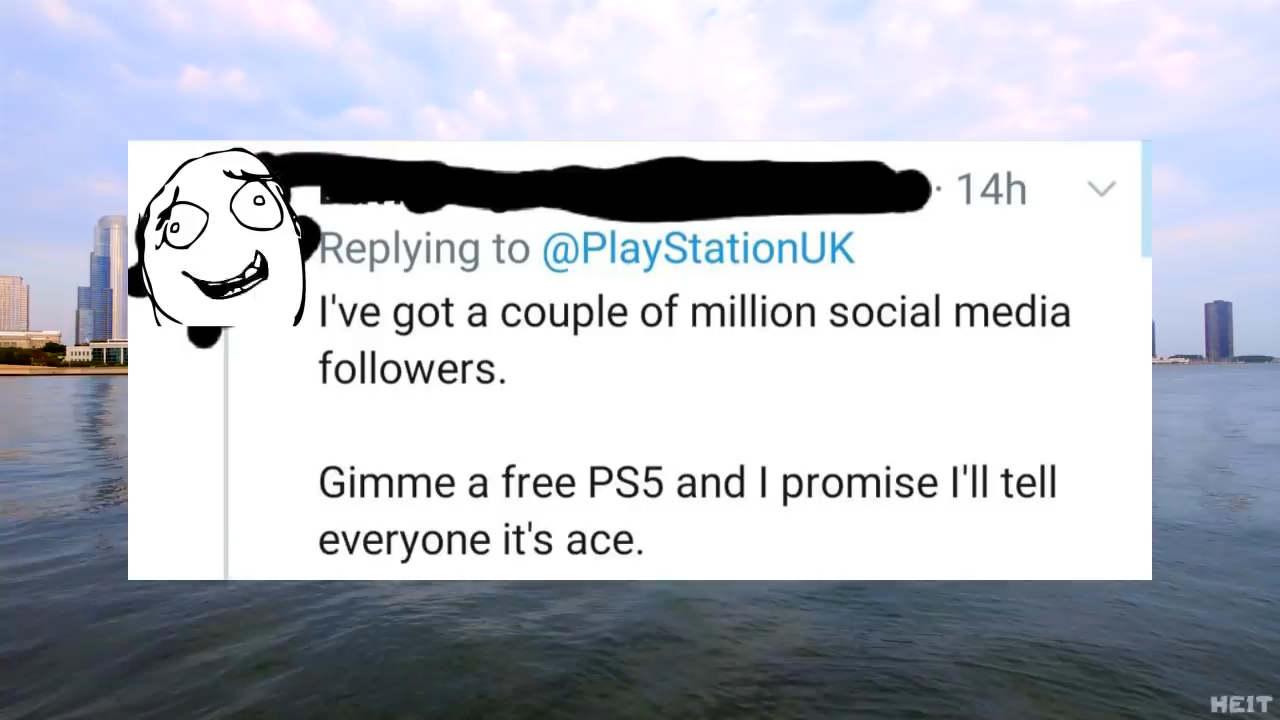 · 14h
Replying to @PlayStationUK
I've got a couple of million social media
followers.
Gimme a free PS5 and I promise I'll tell
everyone it's ace.
HEIT